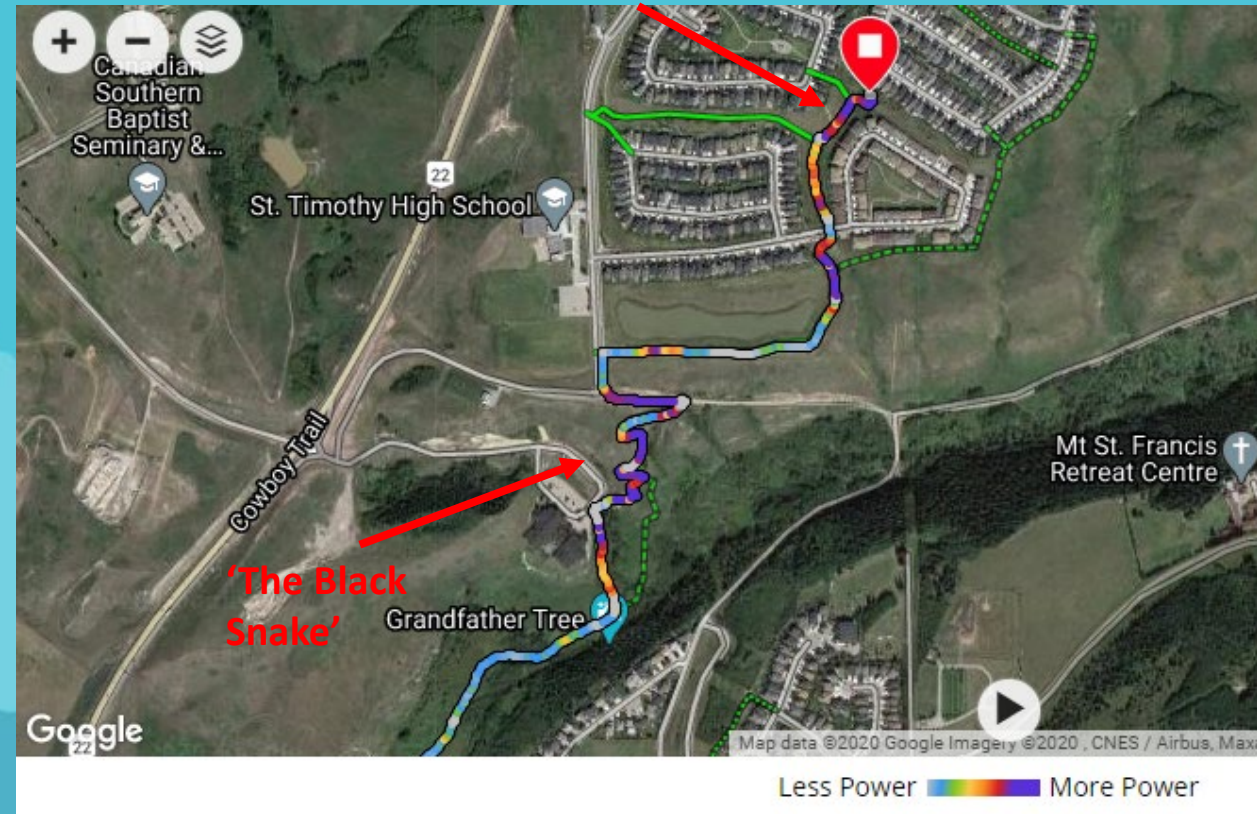 +
−
Canadian
Southern
Baptist
Seminary &...
22
St. Timothy High School
Cowboy Trail
Mt St. Francis
Retreat Centre
'The Black
Snake'
Grandfather Tree
Google
22
Map data ©2020 Google Imagery ©2020 , CNES / Airbus, Maxa
Less Power
More Power